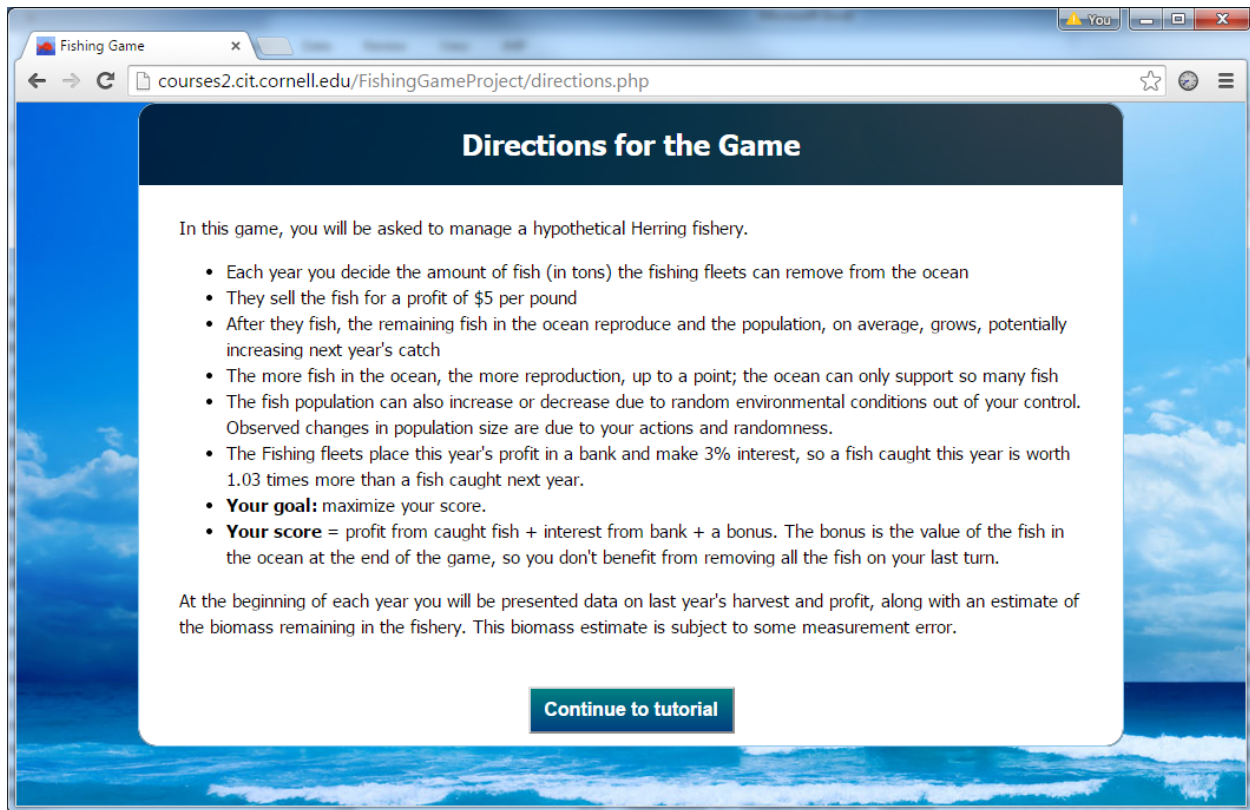 You
Fishing Game
courses2.cit.cornell.edu/FishingGameProject/directions.php
Directions for the Game
In this game, you will be asked to manage a hypothetical Herring fishery.
• Each year you decide the amount of fish (in tons) the fishing fleets can remove from the ocean
• They sell the fish for a profit of $5 per pound
• After they fish, the remaining fish in the ocean reproduce and the population, on average, grows, potentially
increasing next year's catch
• The more fish in the ocean, the more reproduction, up to a point; the ocean can only support so many fish
• The fish population can also increase or decrease due to random environmental conditions out of your control.
Observed changes in population size are due to your actions and randomness.
• The Fishing fleets place this year's profit in a bank and make 3% interest, so a fish caught this year is worth
1.03 times more than a fish caught next year.
• Your goal: maximize your score.
• Your score = profit from caught fish + interest from bank + a bonus. The bonus is the value of the fish in
the ocean at the end of the game, so you don't benefit from removing all the fish on your last turn.
At the beginning of each year you will be presented data on last year's harvest and profit, along with an estimate of
the biomass remaining in the fishery. This biomass estimate is subject to some measurement error.
Continue to tutorial